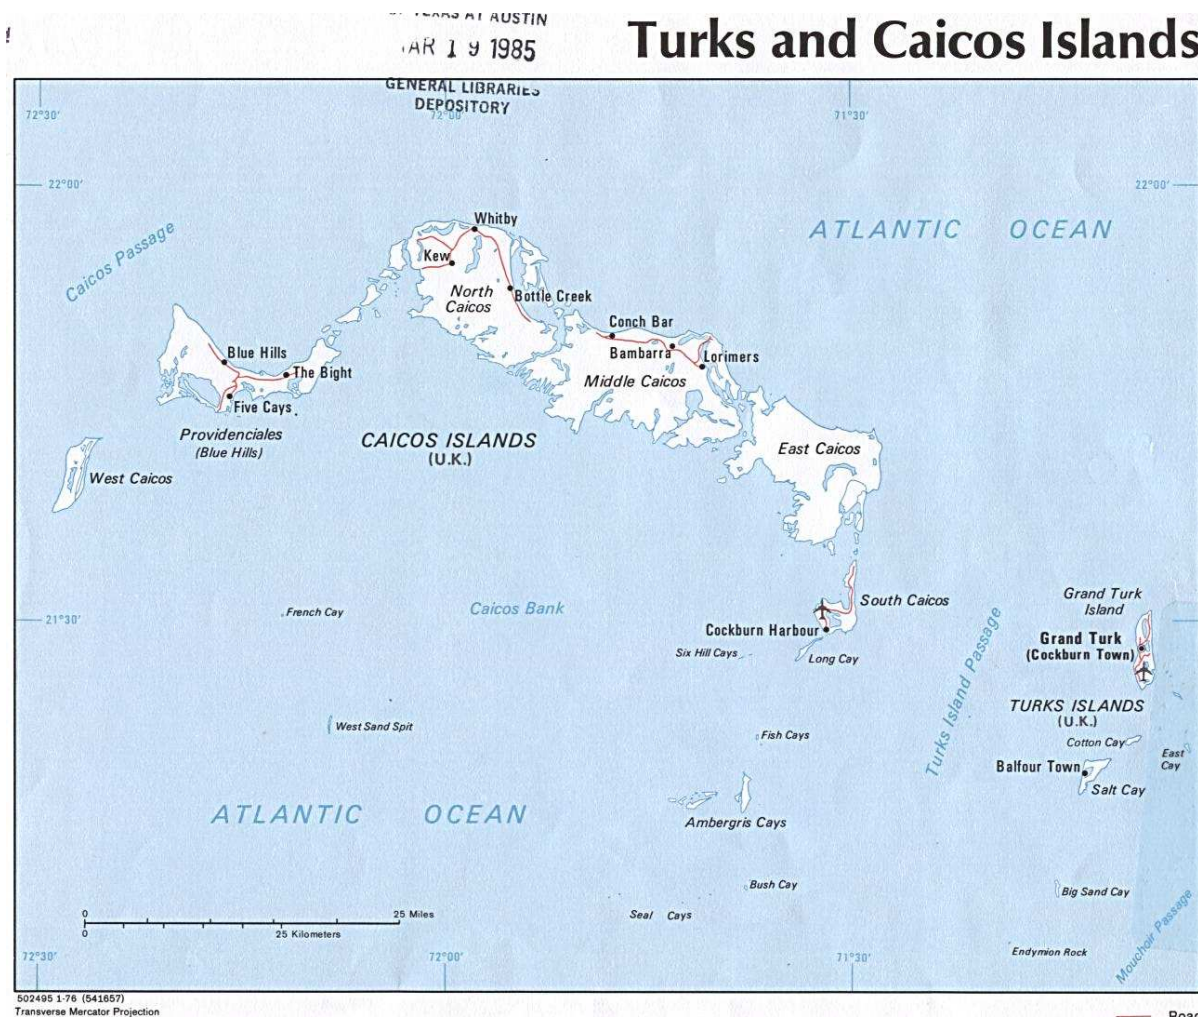 TEXAS AT AUSTIN
Turks and Caicos Islands
19 1985
GENERAL LIBRARIES
DEPOSITORY
72°30'
72°00'
71°30'
22°00'
22°00'
Whitby
ATLANTIC OCEAN
Caicos Passage
Kew
North
Caicos
Bottle Creek
Conch Bar
Blue Hills
Bambarra
Lorimers
The Bight
Middle Caicos
Five Cays
Providenciales
(Blue Hills)
CAICOS ISLANDS
(U.K.)
East Caicos
West Caicos
Grand Turk
Island
South Caicos
French Cay
Caicos Bank
21°30'
Cockburn Harbour
Grand Turk
(Cockburn Town)
Six Hill Cays
Long Cay
Turks Island Passage
TURKS ISLANDS
(U.K.)
West Sand Spit
Fish Cays
Cotton Cay
East
Cay
Balfour Town
Salt Cay
ATLANTIC OCEAN
Ambergris Cays
Bush Cay
Big Sand Cay
Seal Cays
0 25 Miles
0 25 Kilometers
Mouchoir Passage
Endymion Rock
72°30'
72°00'
71°30'
502495 1-76 (541657)
Transverse Mercator Projection